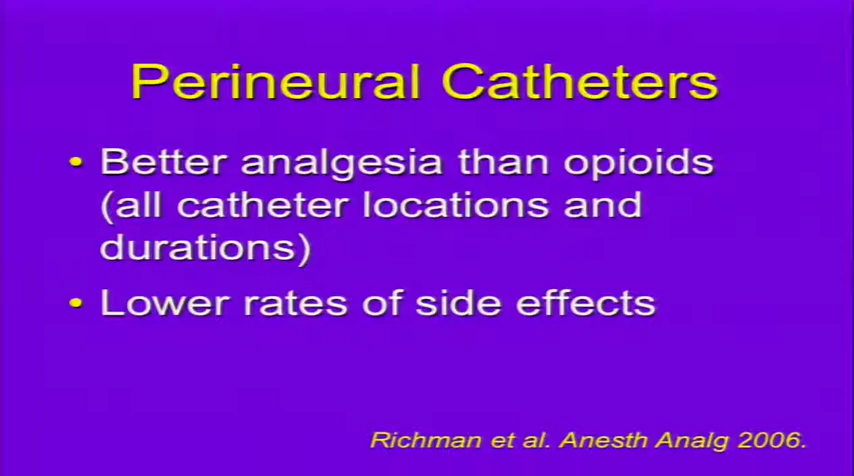 Perineural Catheters
• Better analgesia than opioids
(all catheter locations and
durations)
• Lower rates of side effects
Richman et al. Anesth Analg 2006.